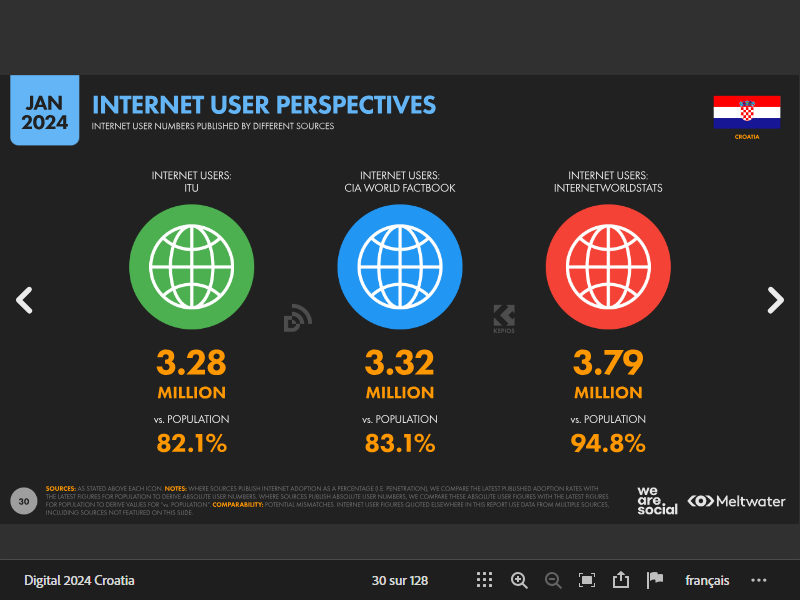 JAN
2024
INTERNET USER PERSPECTIVES
INTERNET USER NUMBERS PUBLISHED BY DIFFERENT SOURCES
CROATIA
INTERNET USERS:
ITU
INTERNET USERS:
CIA WORLD FACTBOOK
INTERNET USERS:
INTERNETWORLDSTATS
KEPIOS
3.28
MILLION
vs. POPULATION
82.1%
3.32
MILLION
vs. POPULATION
83.1%
3.79
MILLION
vs. POPULATION
94.8%
30
SOURCES: AS STATED ABOVE EACH ICON. NOTES: WHERE SOURCES PUBLISH INTERNET ADOPTION AS A PERCENTAGE (I.E. PENETRATION), WE COMPARE THE LATEST PUBLISHED ADOPTION RATES WITH
THE LATEST FIGURES FOR POPULATION TO DERIVE ABSOLUTE USER NUMBERS. WHERE SOURCES PUBLISH ABSOLUTE USER NUMBERS, WE COMPARE THESE ABSOLUTE USER FIGURES WITH THE LATEST FIGURES
FOR POPULATION TO DERIVE VALUES FOR "vs. POPULATION." COMPARABILITY: POTENTIAL MISMATCHES. INTERNET USER FIGURES QUOTED ELSEWHERE IN THIS REPORT USE DATA FROM MULTIPLE SOURCES,
INCLUDING SOURCES NOT FEATURED ON THIS SLIDE.
we
are.
social
Meltwater
Digital 2024 Croatia
30 sur 128
français